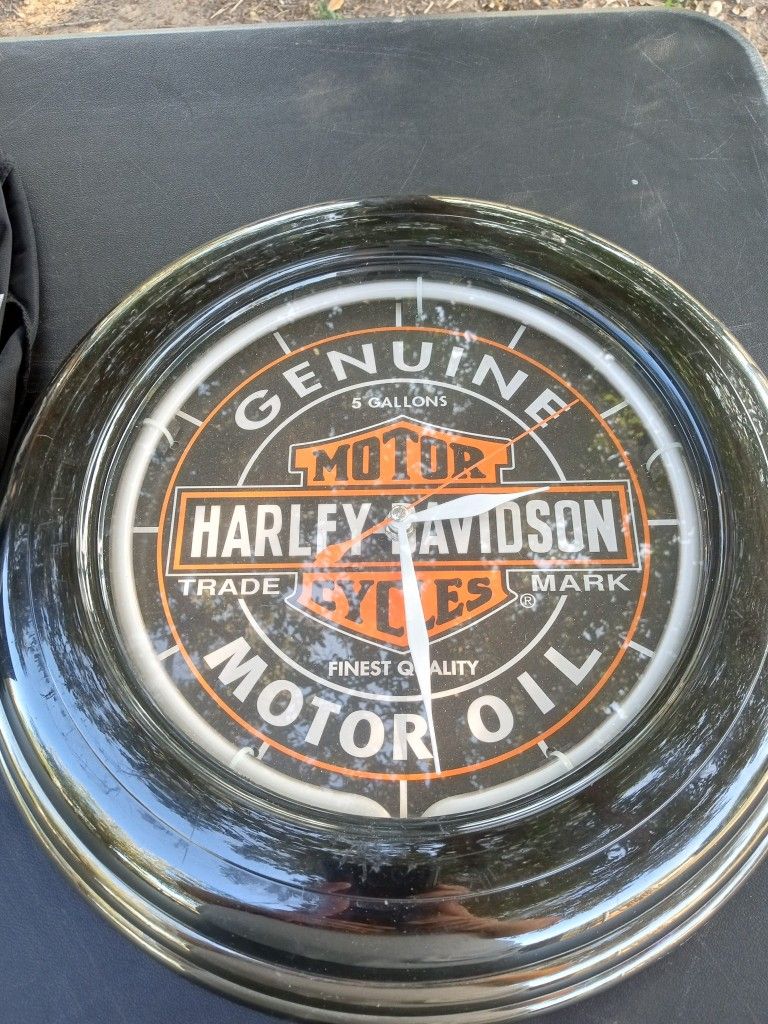 GENUINE
5 GALLONS
MOTOR
HARLEY DAVIDSON
CYCLES
TRADE MARK
®
FINEST QUALITY
MOTOR OIL